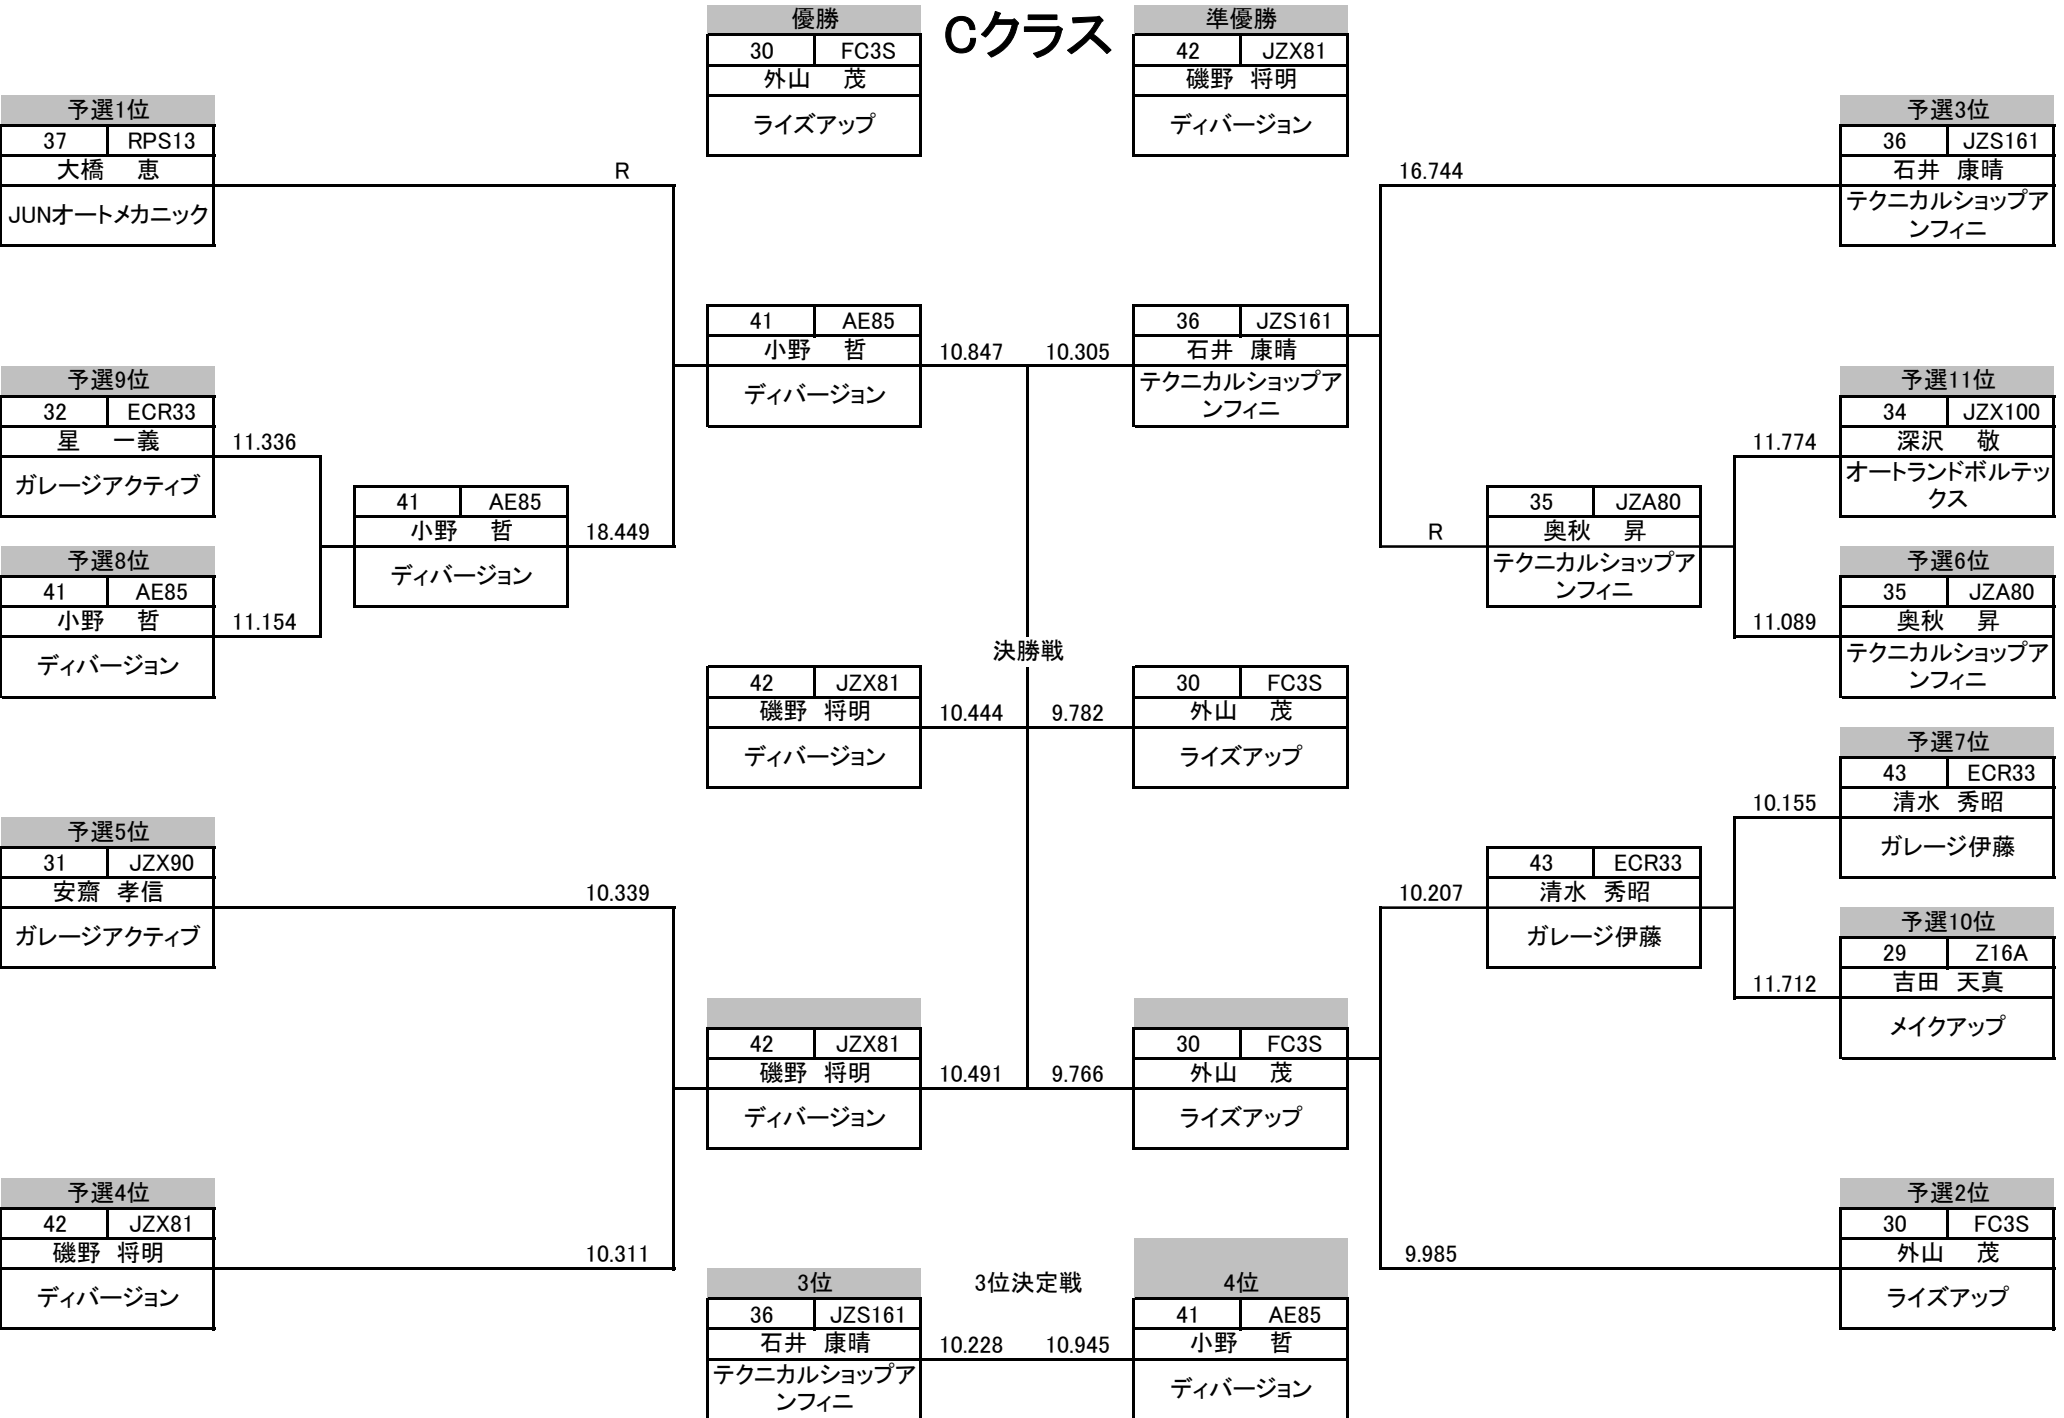 Cクラス
優勝
30 FC3S
外山 茂
ライズアップ
準優勝
42 JZX81
磯野 将明
ディバージョン
予選1位
37 RPS13
大橋 恵
JUNオートメカニック
R
予選9位
32 ECR33
星 一義
ガレージアクティブ
11.336
予選8位
41 AE85
小野 哲
ディバージョン
11.154
41 AE85
小野 哲
ディバージョン
18.449
予選5位
31 JZX90
安齋 孝信
ガレージアクティブ
10.339
予選4位
42 JZX81
磯野 将明
ディバージョン
10.311
41 AE85
小野 哲
ディバージョン
10.847
10.305
36 JZS161
石井 康晴
テクニカルショップア
ンフィニ
決勝戦
42 JZX81
磯野 将明
ディバージョン
10.444
9.782
30 FC3S
外山 茂
ライズアップ
42 JZX81
磯野 将明
ディバージョン
10.491
9.766
30 FC3S
外山 茂
ライズアップ
3位決定戦
3位
36 JZS161
石井 康晴
テクニカルショップア
ンフィニ
10.228
10.945
4位
41 AE85
小野 哲
ディバージョン
予選3位
36 JZS161
石井 康晴
テクニカルショップア
ンフィニ
16.744
予選11位
34 JZX100
深沢 敬
オートランドボルテッ
クス
11.774
予選6位
35 JZA80
奥秋 昇
テクニカルショップア
ンフィニ
11.089
35 JZA80
奥秋 昇
テクニカルショップア
ンフィニ
R
予選7位
43 ECR33
清水 秀昭
ガレージ伊藤
10.155
予選10位
29 Z16A
吉田 天真
メイクアップ
11.712
43 ECR33
清水 秀昭
ガレージ伊藤
10.207
予選2位
30 FC3S
外山 茂
ライズアップ
9.985